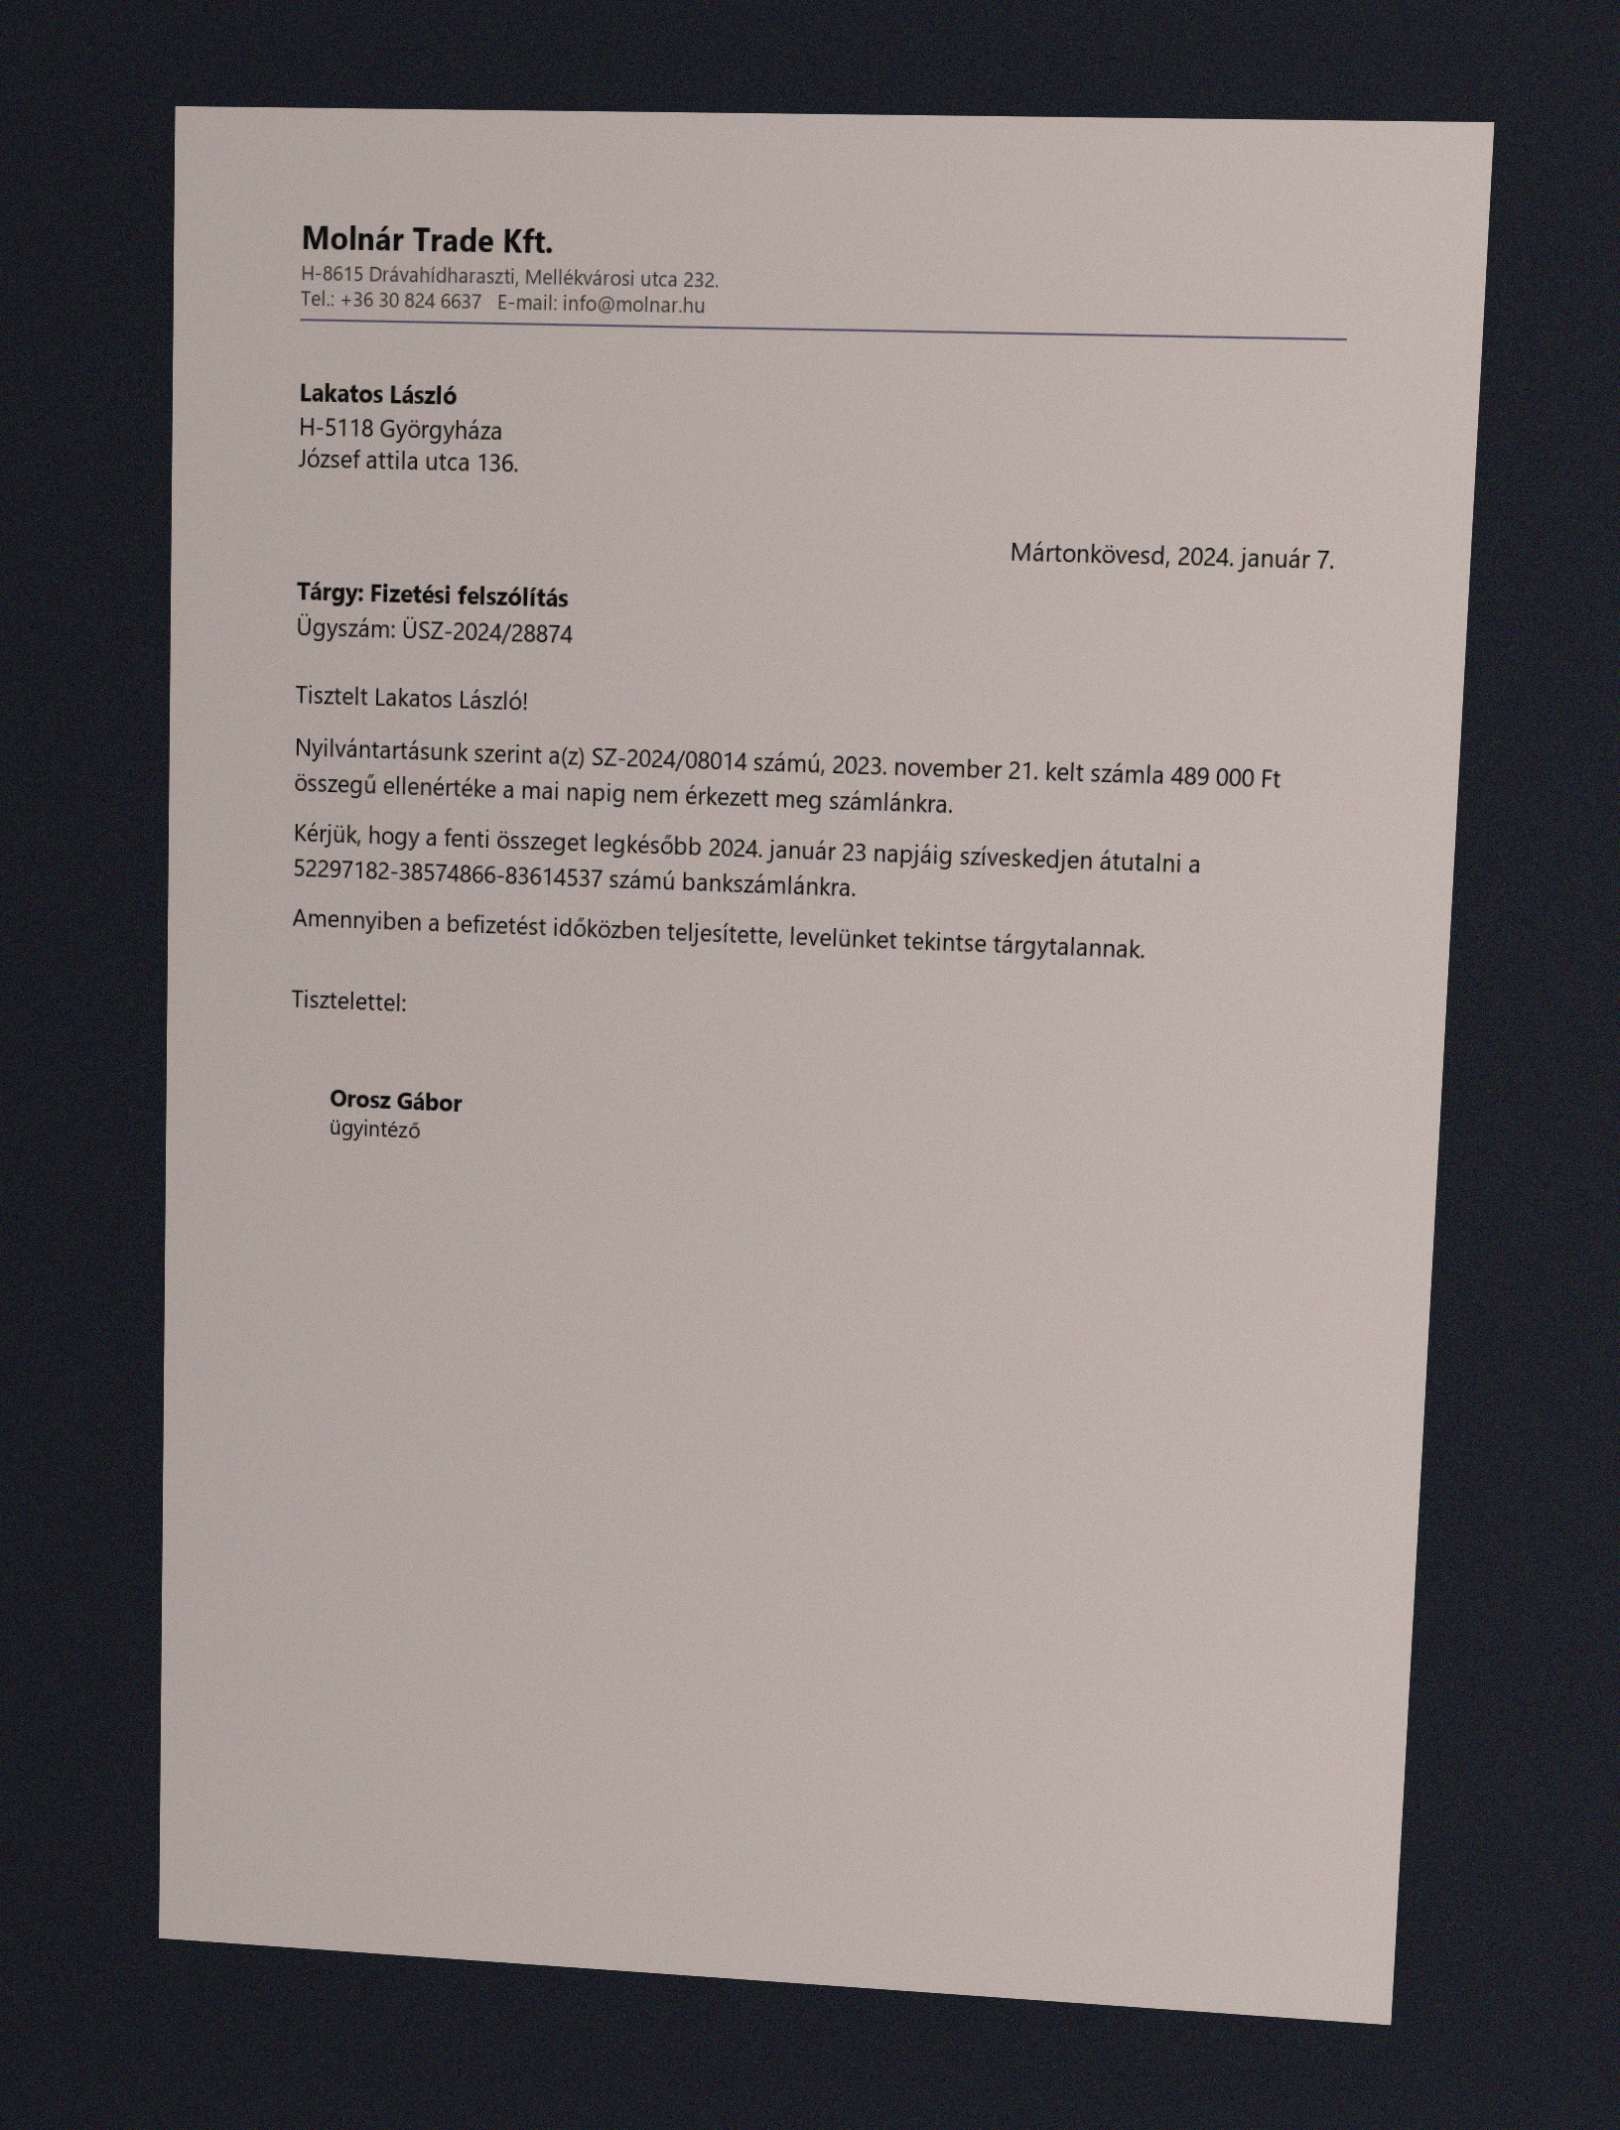 Molnár Trade Kft.
H-8615 Drávahídharaszti, Mellékvárosi utca 232.
Tel.: +36 30 824 6637 E-mail: info@molnar.hu
Lakatos László
H-5118 Györgyháza
József attila utca 136.
Mártonkövesd, 2024. január 7.
Tárgy: Fizetési felszólítás
Ügyszám: ÜSZ-2024/28874
Tisztelt Lakatos László!
Nyilvántartásunk szerint a(z) SZ-2024/08014 számú, 2023. november 21. kelt számla 489 000 Ft
összegű ellenértéke a mai napig nem érkezett meg számlánkra.
Kérjük, hogy a fenti összeget legkésőbb 2024. január 23 napjáig szíveskedjen átutalni a
52297182-38574866-83614537 számú bankszámlánkra.
Amennyiben a befizetést időközben teljesítette, levelünket tekintse tárgytalannak.
Tisztelettel:
Orosz Gábor
ügyintéző